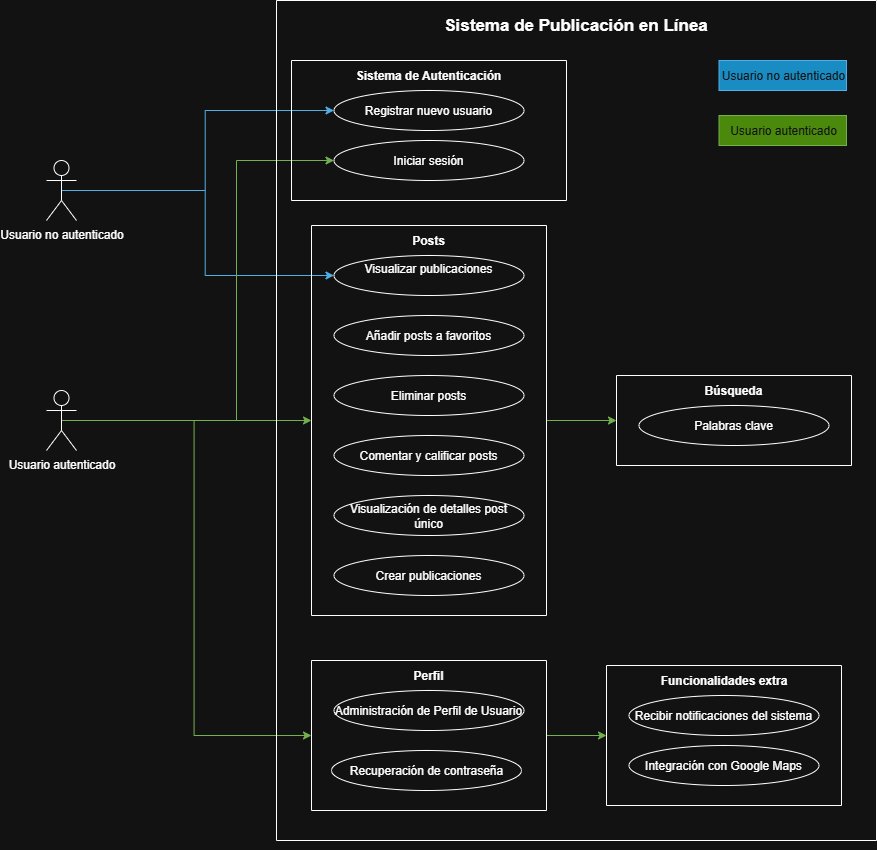 Sistema de Publicación en Línea
Sistema de Autenticación
Usuario no autenticado
Registrar nuevo usuario
Usuario autenticado
Iniciar sesión
Usuario no autenticado
Posts
Visualizar publicaciones
Añadir posts a favoritos
Eliminar posts
Búsqueda
Palabras clave
Usuario autenticado
Comentar y calificar posts
Visualización de detalles post
único
Crear publicaciones
Perfil
Funcionalidades extra
Administración de Perfil de Usuario
Recibir notificaciones del sistema
Recuperación de contraseña
Integración con Google Maps